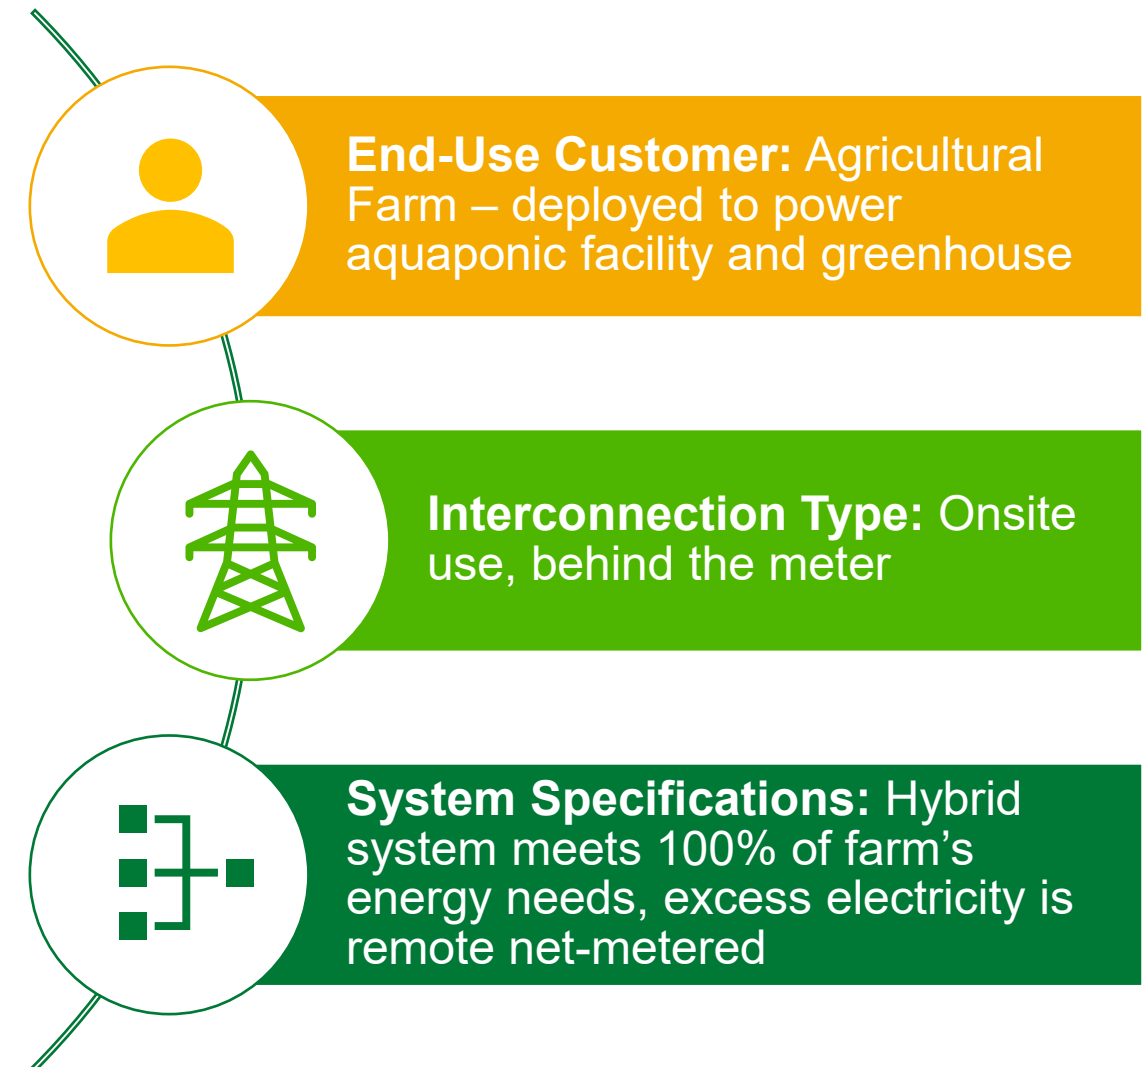 End-Use Customer: Agricultural
Farm – deployed to power
aquaponic facility and greenhouse
Interconnection Type: Onsite
use, behind the meter
System Specifications: Hybrid
system meets 100% of farm’s
energy needs, excess electricity is
remote net-metered